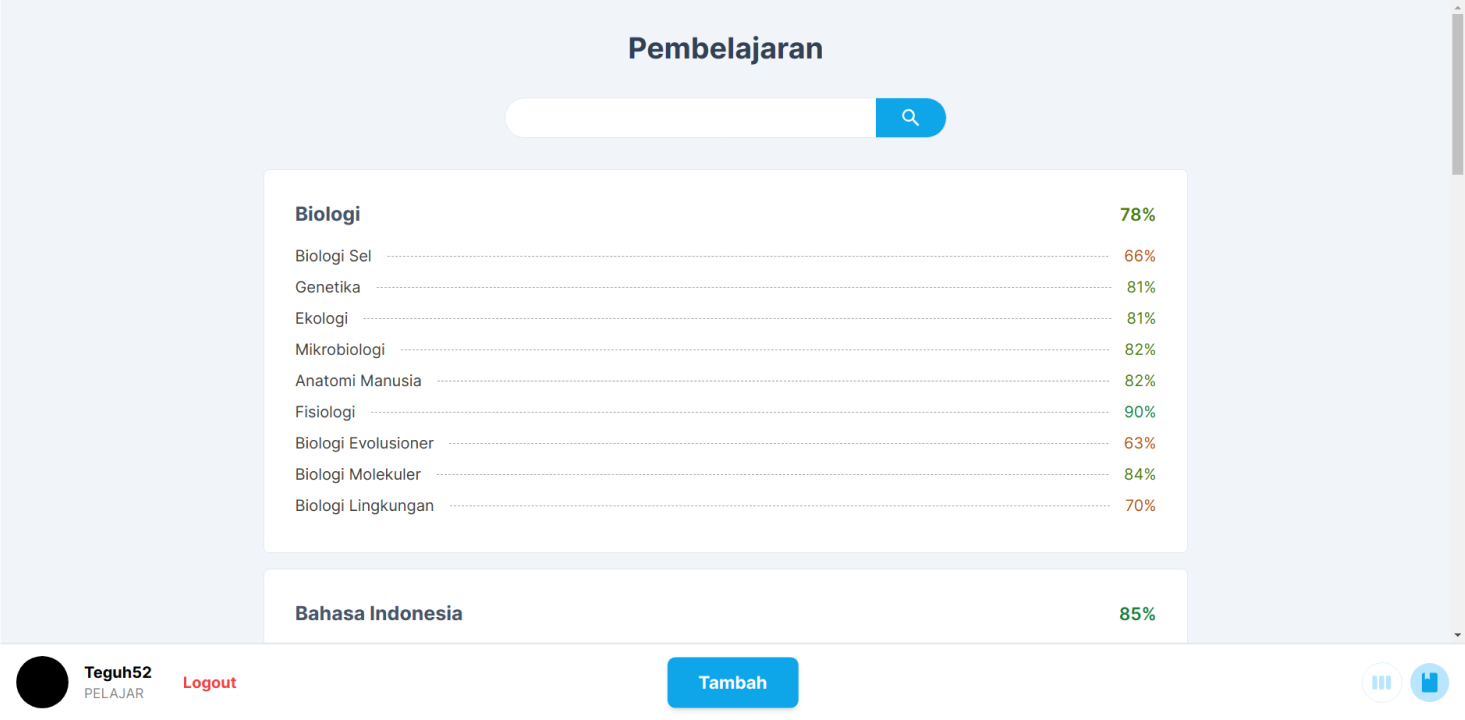 Pembelajaran
Biologi 78%
Biologi Sel 66%
Genetika 81%
Ekologi 81%
Mikrobiologi 82%
Anatomi Manusia 82%
Fisiologi 90%
Biologi Evolusioner 63%
Biologi Molekuler 84%
Biologi Lingkungan 70%
Bahasa Indonesia 85%
Teguh52
PELAJAR
Logout
Tambah